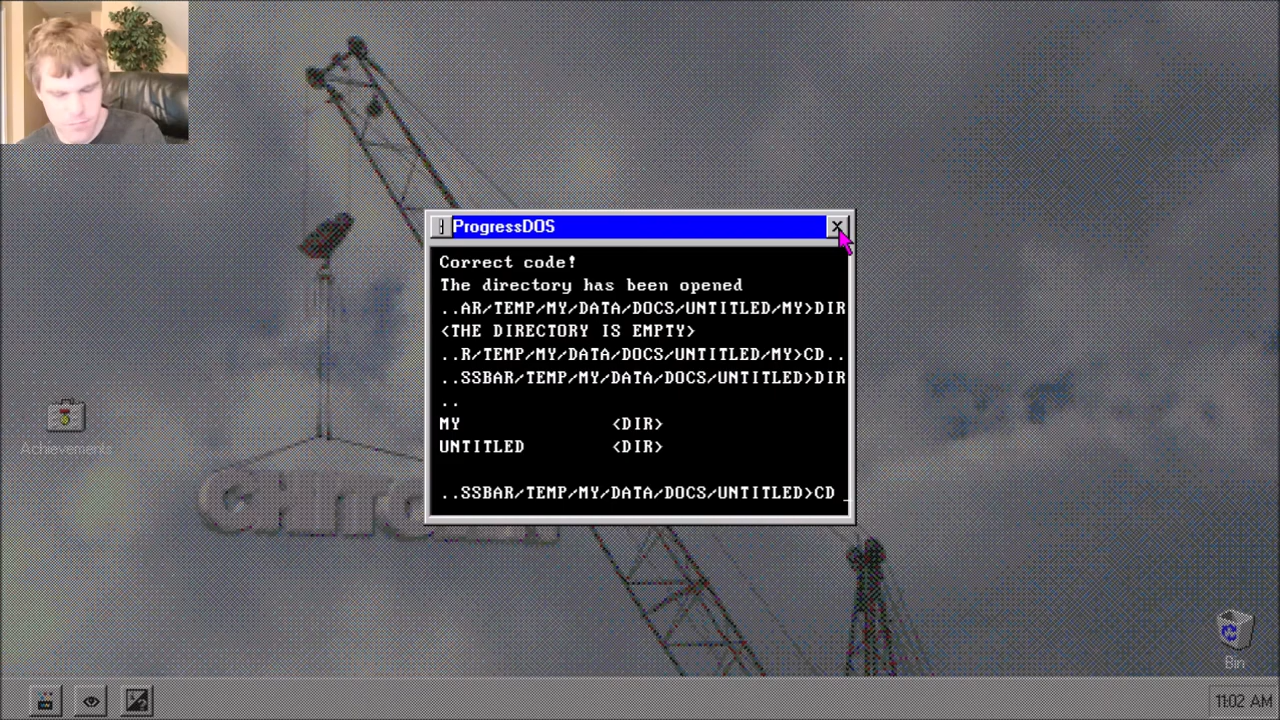 ProgressDOS
Correct code!
The directory has been opened
..AR/TEMP/MY/DATA/DOCS/UNTITLED/MY>DIR
<THE DIRECTORY IS EMPTY>
..R/TEMP/MY/DATA/DOCS/UNTITLED/MY>CD..
..SSBAR/TEMP/MY/DATA/DOCS/UNTITLED>DIR
..
MY <DIR>
UNTITLED <DIR>
..SSBAR/TEMP/MY/DATA/DOCS/UNTITLED>CD _
Achievements
Bin
11:02 AM